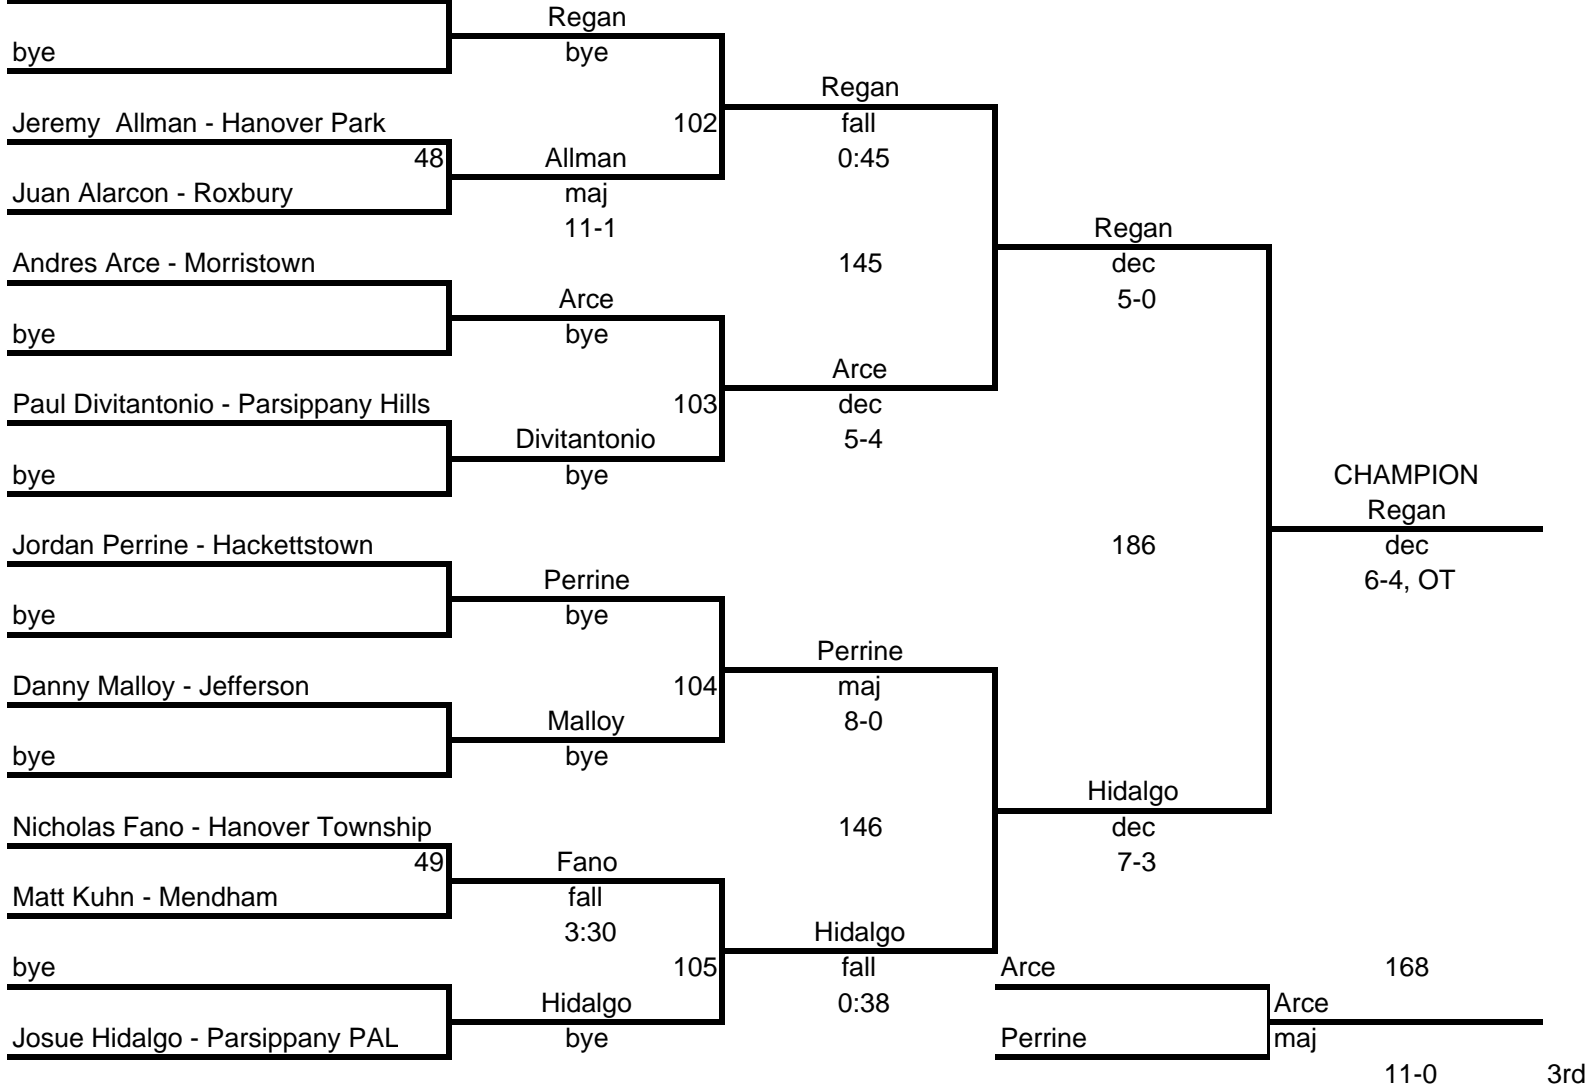 Regan
bye
bye
Regan
Jeremy  Allman - Hanover Park
102
fall
48
Allman
0:45
Juan Alarcon - Roxbury
maj
11-1
Regan
Andres Arce - Morristown
145
dec
Arce
5-0
bye
bye
Arce
Paul Divitantonio - Parsippany Hills
103
dec
Divitantonio
5-4
bye
bye
CHAMPION
Regan
Jordan Perrine - Hackettstown
186
dec
Perrine
6-4, OT
bye
bye
Perrine
Danny Malloy - Jefferson
104
maj
Malloy
8-0
bye
bye
Hidalgo
Nicholas Fano - Hanover Township
146
dec
49
Fano
7-3
Matt Kuhn - Mendham
fall
3:30
Hidalgo
bye
105
fall
Arce
168
Hidalgo
0:38
Arce
Josue Hidalgo - Parsippany PAL
bye
Perrine
maj
11-0
3rd